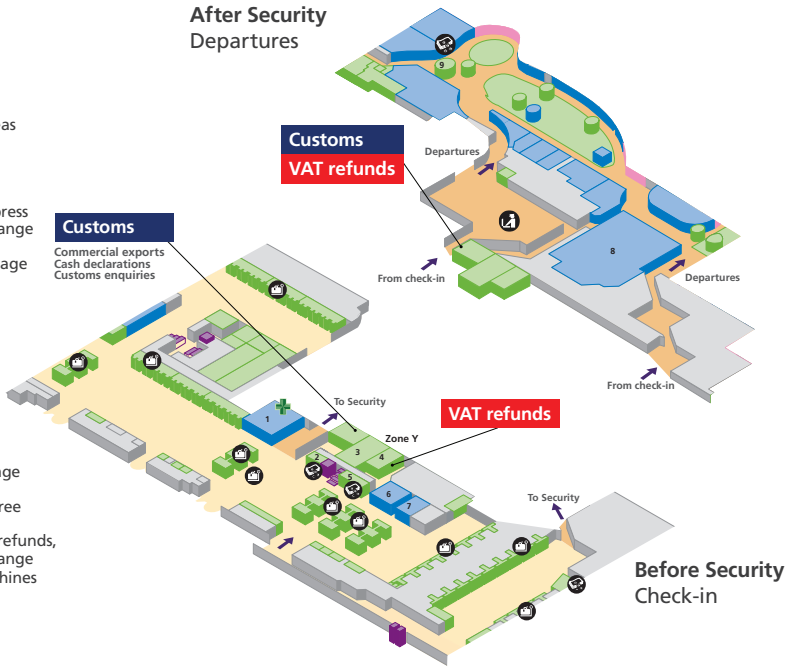 After Security
Departures
as
press
ange
age
Customs
VAT refunds
Departures
9
8
From check-in
Departures
From check-in
Customs
Commercial exports
Cash declarations
Customs enquiries
To Security
1
Zone Y
VAT refunds
2
3
4
5
6
7
age
ree
refunds,
ange
hines
To Security
Before Security
Check-in